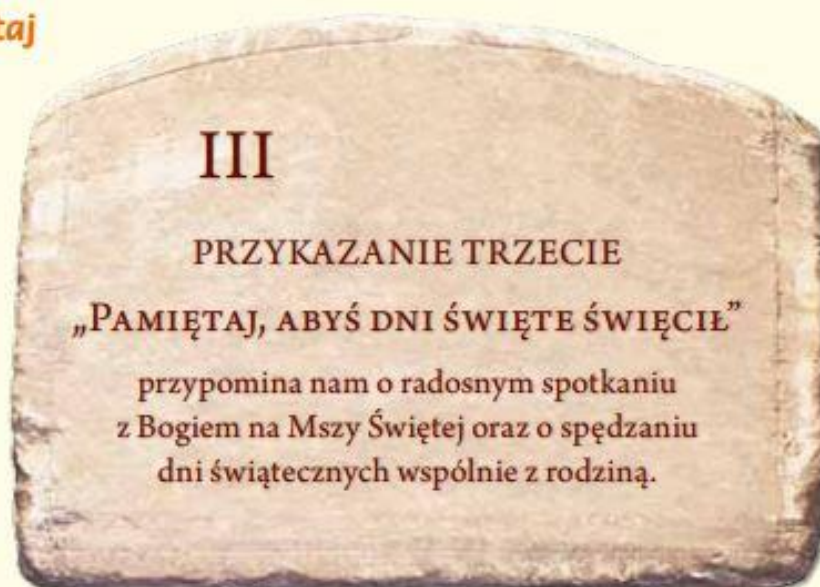 III
PRZYKAZANIE TRZECIE
„PAMIĘTAJ, ABYŚ DNI ŚWIĘTE ŚWIĘCIŁ”
przypomina nam o radosnym spotkaniu
z Bogiem na Mszy Świętej oraz o spędzaniu
dni świątecznych wspólnie z rodziną.